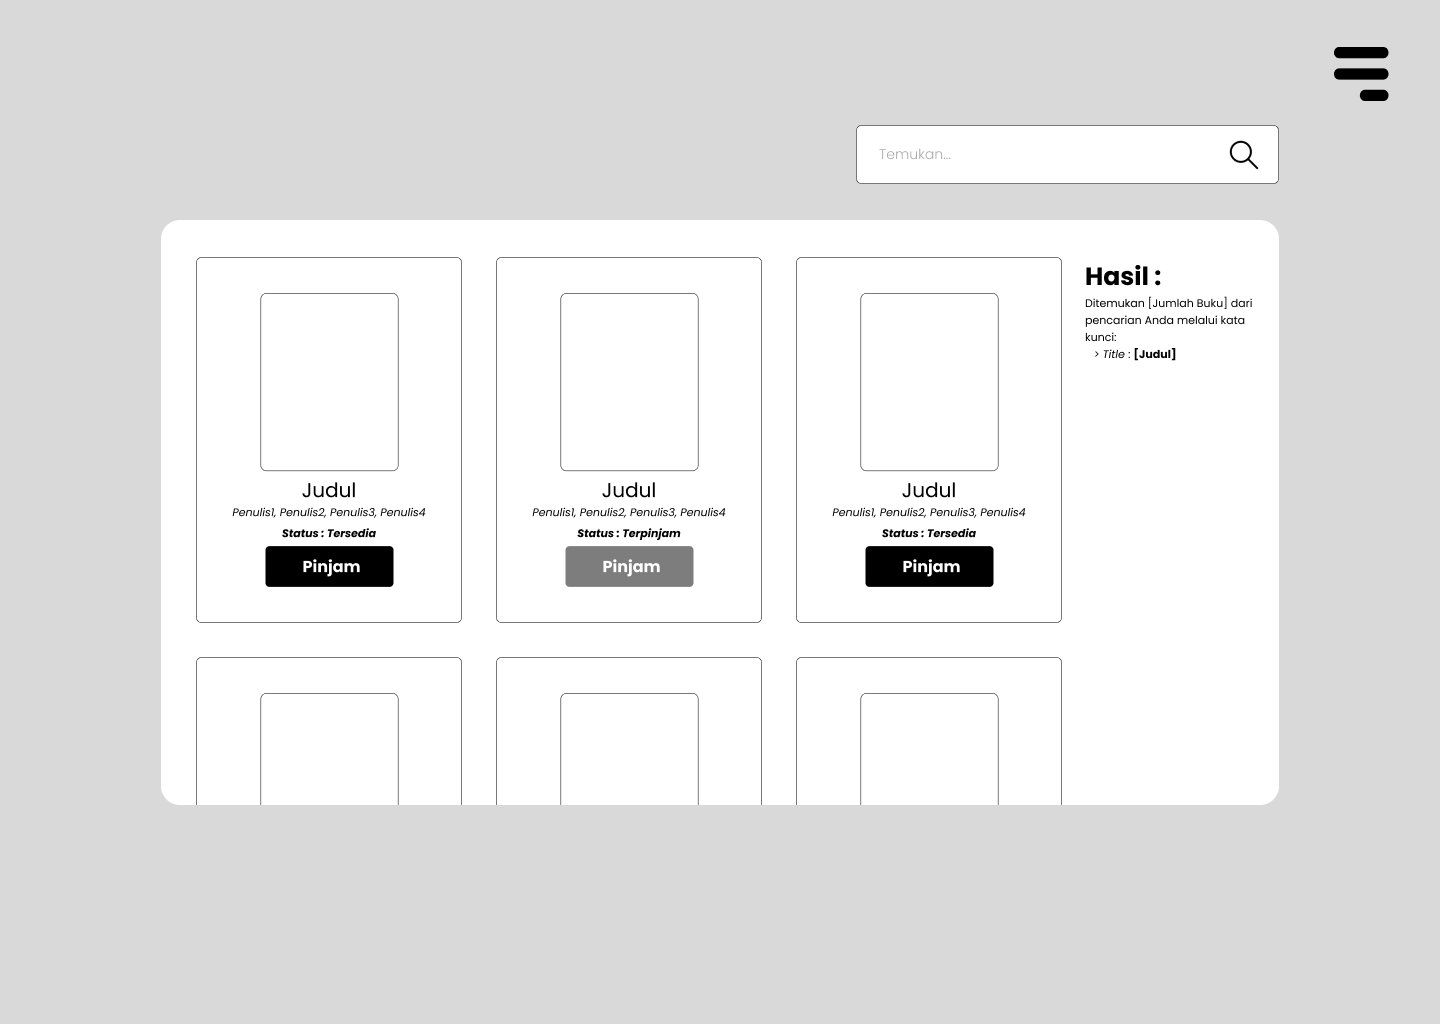 Temukan...
Judul
Penulis1, Penulis2, Penulis3, Penulis4
Status : Tersedia
Pinjam
Judul
Penulis1, Penulis2, Penulis3, Penulis4
Status : Terpinjam
Pinjam
Judul
Penulis1, Penulis2, Penulis3, Penulis4
Status : Tersedia
Pinjam
Hasil :
Ditemukan [Jumlah Buku] dari
pencarian Anda melalui kata
kunci:
> Title : [Judul]